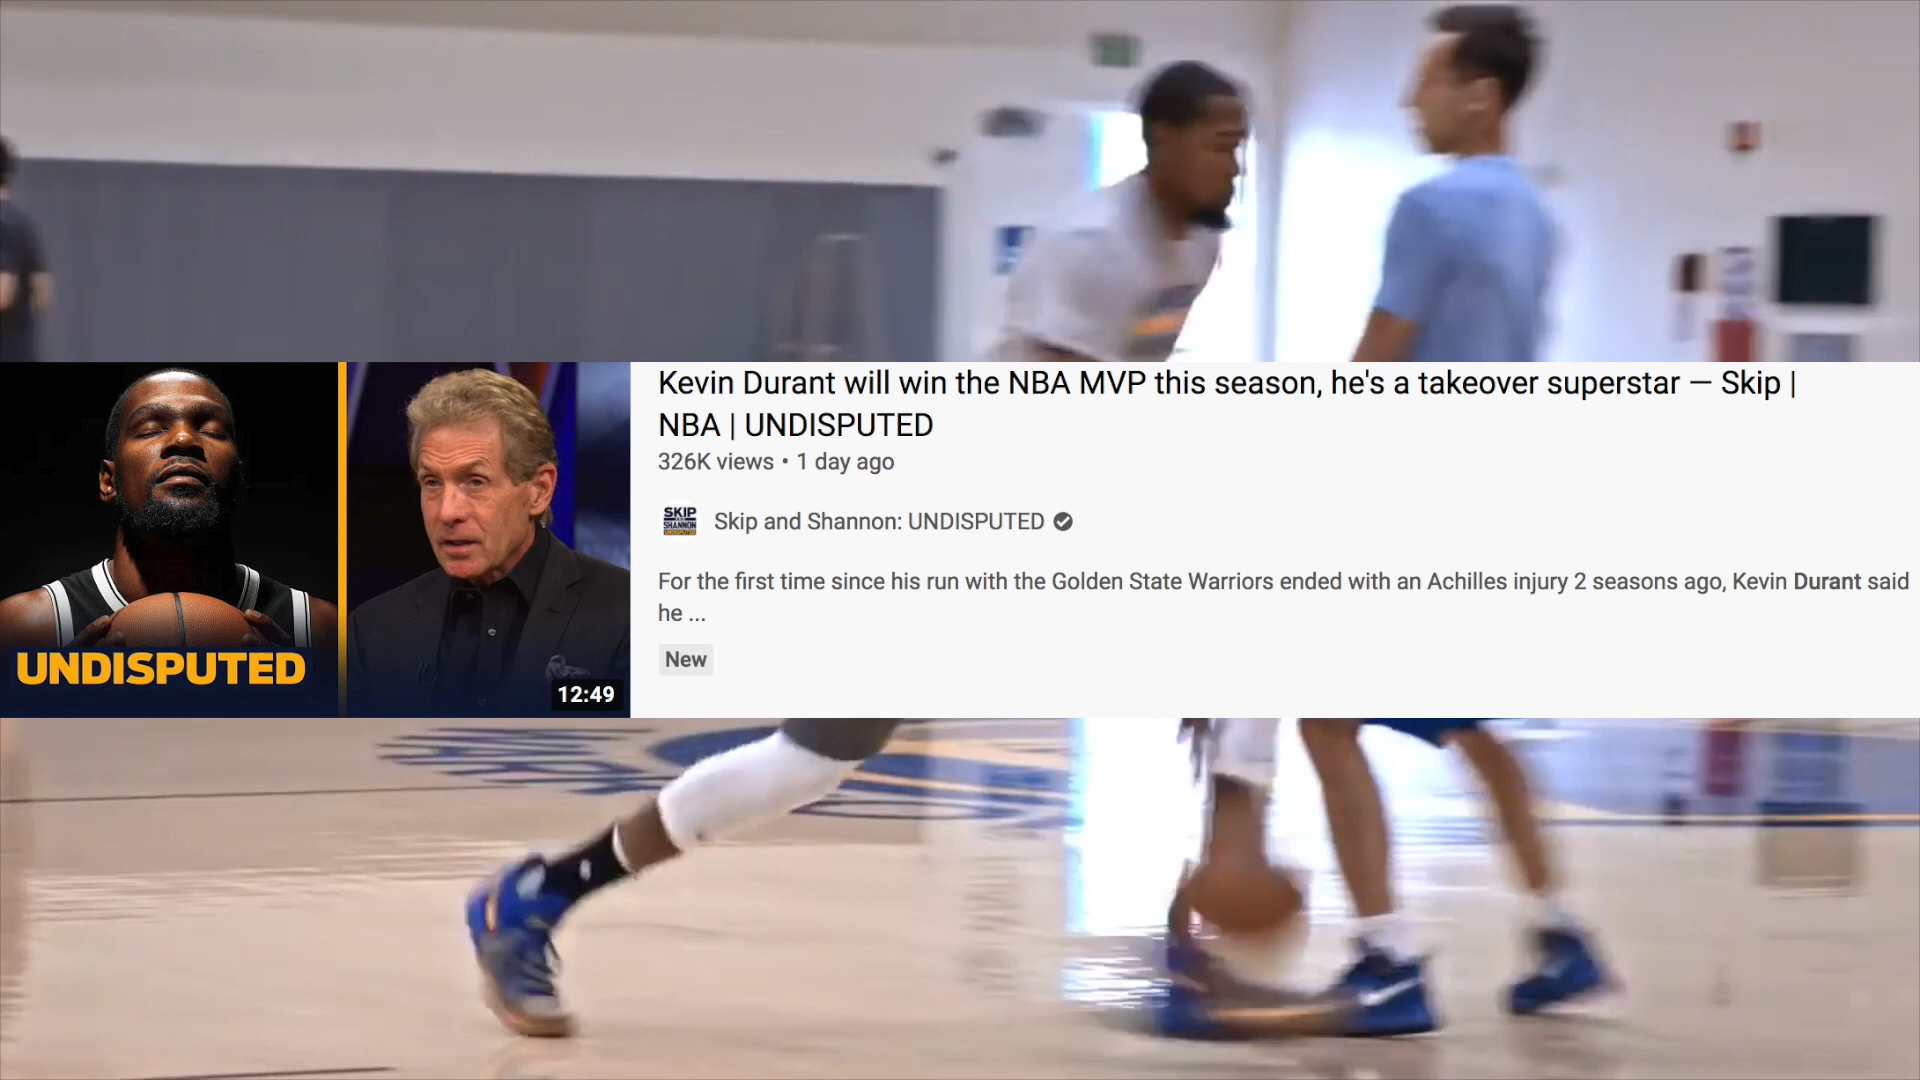 Kevin Durant will win the NBA MVP this season, he's a takeover superstar — Skip |
NBA | UNDISPUTED
326K views • 1 day ago
SKIP
AND
SHANNON
UNDISPUTED
Skip and Shannon: UNDISPUTED
For the first time since his run with the Golden State Warriors ended with an Achilles injury 2 seasons ago, Kevin Durant said
he ...
New
UNDISPUTED
12:49